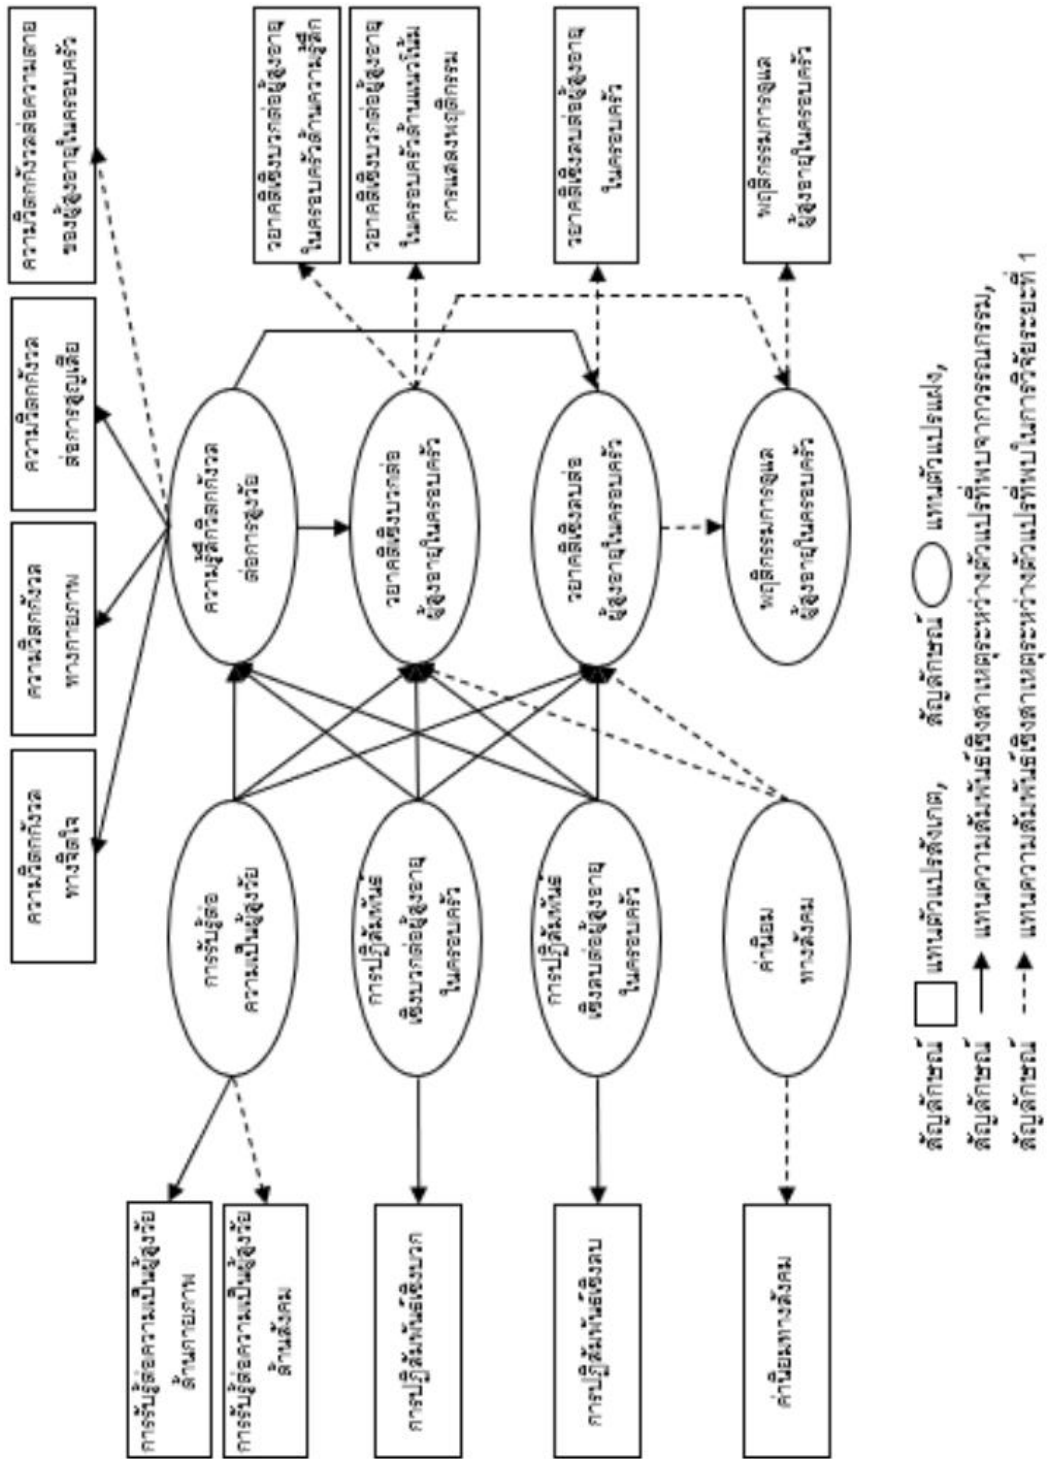 ความวิตกกังวล
ทางจิตใจ
ความวิตกกังวล
ทางกายภาพ
ความวิตกกังวล
ต่อการสูญเสีย
ความวิตกกังวลต่อความตาย
ของผู้สูงอายุในครอบครัว
การรับรู้ต่อความเป็นผู้สูงวัย
ด้านกายภาพ
การรับรู้ต่อความเป็นผู้สูงวัย
ด้านสังคม
การรับรู้ต่อ
ความเป็นผู้สูงวัย
ความรู้สึกวิตกกังวล
ต่อการสูงวัย
วยาคติเชิงบวกต่อผู้สูงอายุ
ในครอบครัวด้านความรู้สึก
การปฏิสัมพันธ์เชิงบวก
การปฏิสัมพันธ์
เชิงบวกต่อผู้สูงอายุ
ในครอบครัว
วยาคติเชิงบวกต่อ
ผู้สูงอายุในครอบครัว
วยาคติเชิงบวกต่อผู้สูงอายุ
ในครอบครัวด้านแนวโน้ม
การแสดงพฤติกรรม
การปฏิสัมพันธ์เชิงลบ
การปฏิสัมพันธ์
เชิงลบต่อผู้สูงอายุ
ในครอบครัว
วยาคติเชิงลบต่อ
ผู้สูงอายุในครอบครัว
วยาคติเชิงลบต่อผู้สูงอายุ
ในครอบครัว
ค่านิยมทางสังคม
ค่านิยม
ทางสังคม
พฤติกรรมการดูแล
ผู้สูงอายุในครอบครัว
พฤติกรรมการดูแล
ผู้สูงอายุในครอบครัว
สัญลักษณ์ แทนตัวแปรสังเกต, สัญลักษณ์ แทนตัวแปรแฝง,
สัญลักษณ์ แทนความสัมพันธ์เชิงสาเหตุระหว่างตัวแปรที่พบจากวรรณกรรม,
สัญลักษณ์ แทนความสัมพันธ์เชิงสาเหตุระหว่างตัวแปรที่พบในการวิจัยระยะที่ 1